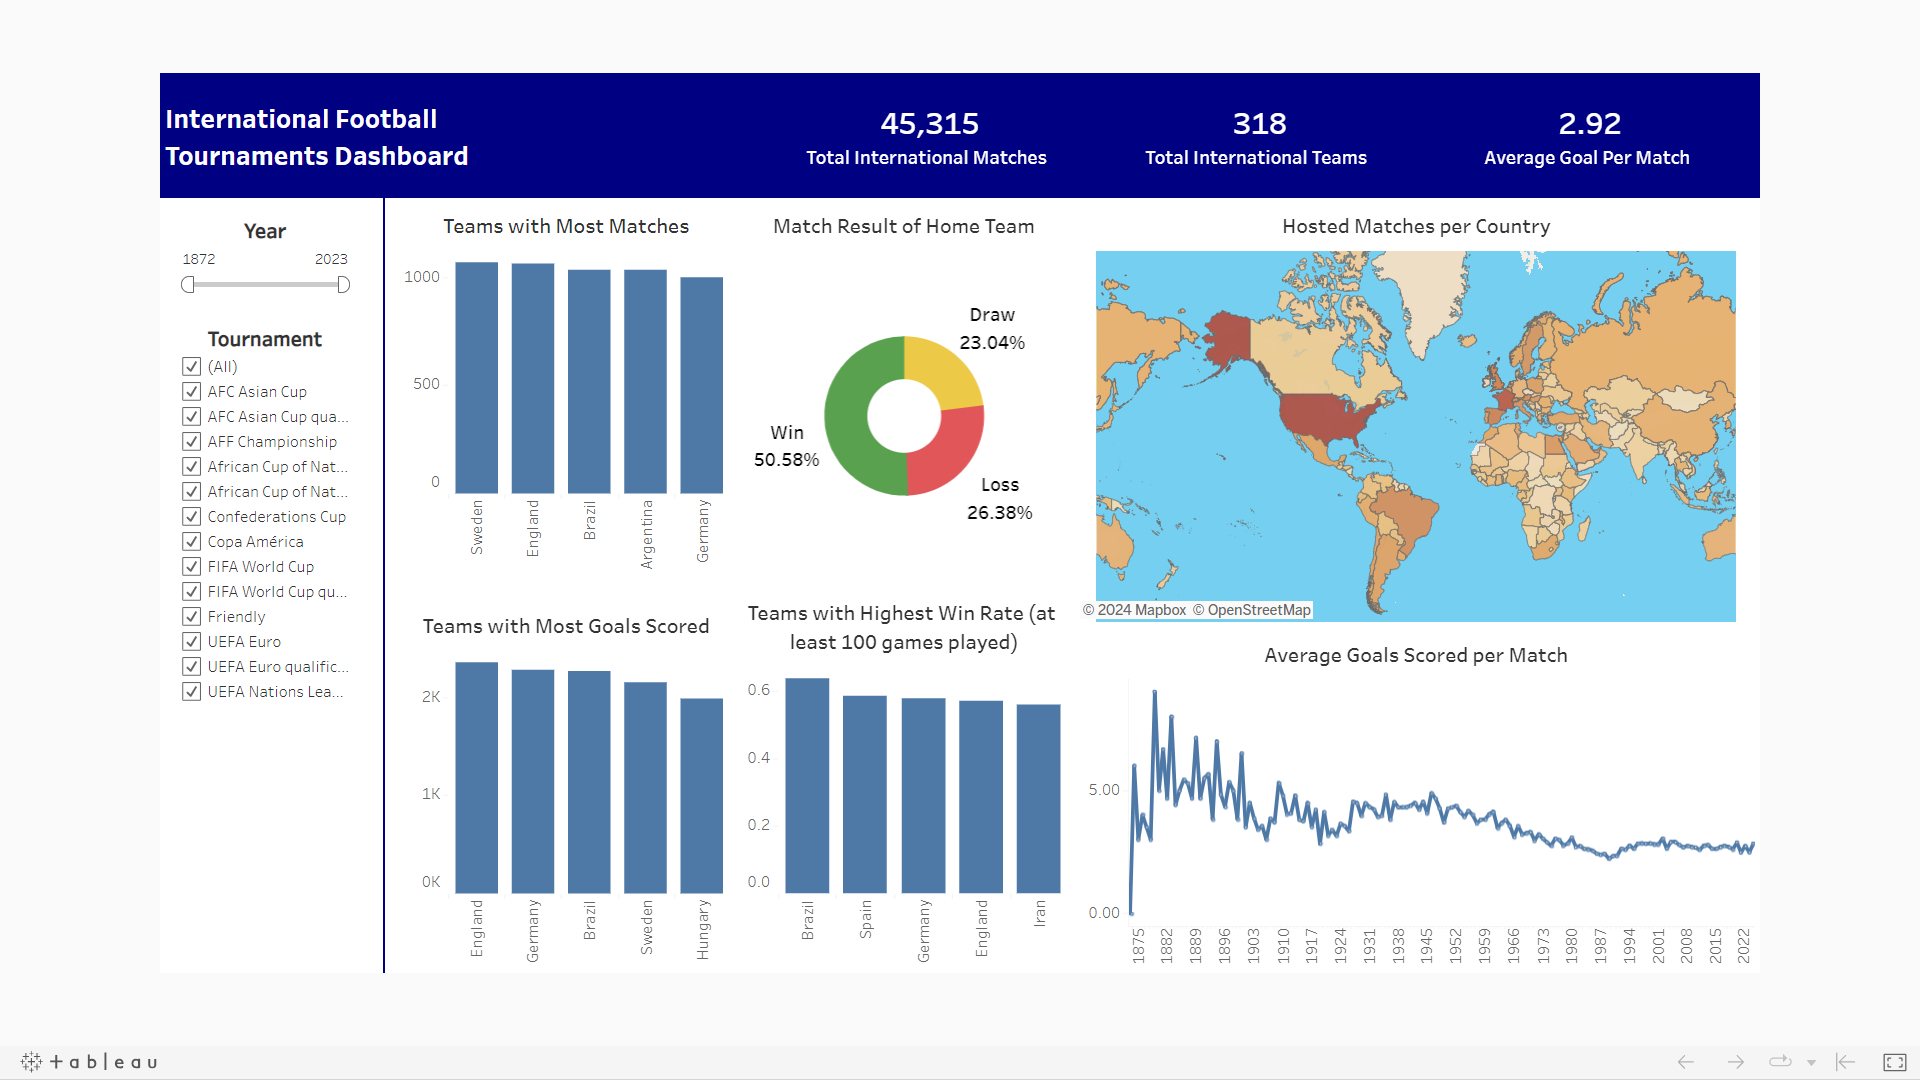 International Football
Tournaments Dashboard
45,315
Total International Matches
318
Total International Teams
2.92
Average Goal Per Match
Year
1872
2023
Tournament
(All)
AFC Asian Cup
AFC Asian Cup qua...
AFF Championship
African Cup of Nat...
African Cup of Nat...
Confederations Cup
Copa América
FIFA World Cup
FIFA World Cup qu...
Friendly
UEFA Euro
UEFA Euro qualific...
UEFA Nations Lea...
Teams with Most Matches
1000
500
0
Sweden
England
Brazil
Argentina
Germany
Match Result of Home Team
Draw
23.04%
Win
50.58%
Loss
26.38%
Hosted Matches per Country
© 2024 Mapbox © OpenStreetMap
Teams with Most Goals Scored
2K
1K
0K
England
Germany
Brazil
Sweden
Hungary
Teams with Highest Win Rate (at
least 100 games played)
0.6
0.4
0.2
0.0
Brazil
Spain
Germany
England
Iran
Average Goals Scored per Match
5.00
0.00
1875
1882
1889
1896
1903
1910
1917
1924
1931
1938
1945
1952
1959
1966
1973
1980
1987
1994
2001
2008
2015
2022
+ a b l e a u